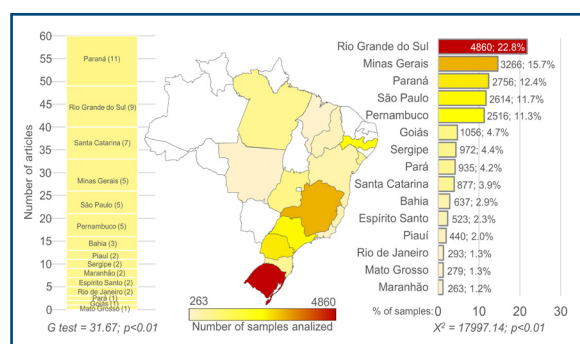 Number of articles
60
55
50
45
40
35
30
25
20
15
10
5
0
Paraná (11)
Rio Grande do Sul (9)
Santa Catarina (7)
Minas Gerais (5)
São Paulo (5)
Pernambuco (5)
Bahia (3)
Piauí (2)
Sergipe (2)
Maranhão (2)
Espírito Santo (2)
Rio de Janeiro (2)
Pará (1)
Goiás (1)
Mato Grosso (1)
G test = 31.67; p<0.01
263 4860
Number of samples analized
Rio Grande do Sul 4860; 22.8%
Minas Gerais 3266; 15.7%
Paraná 2756; 12.4%
São Paulo 2614; 11.7%
Pernambuco 2516; 11.3%
Goiás 1056; 4.7%
Sergipe 972; 4.4%
Pará 935; 4.2%
Santa Catarina 877; 3.9%
Bahia 637; 2.9%
Espírito Santo 523; 2.3%
Piauí 440; 2.0%
Rio de Janeiro 293; 1.3%
Mato Grosso 279; 1.3%
Maranhão 263; 1.2%
% of samples: 0 10 20 30
X² = 17997.14; p<0.01